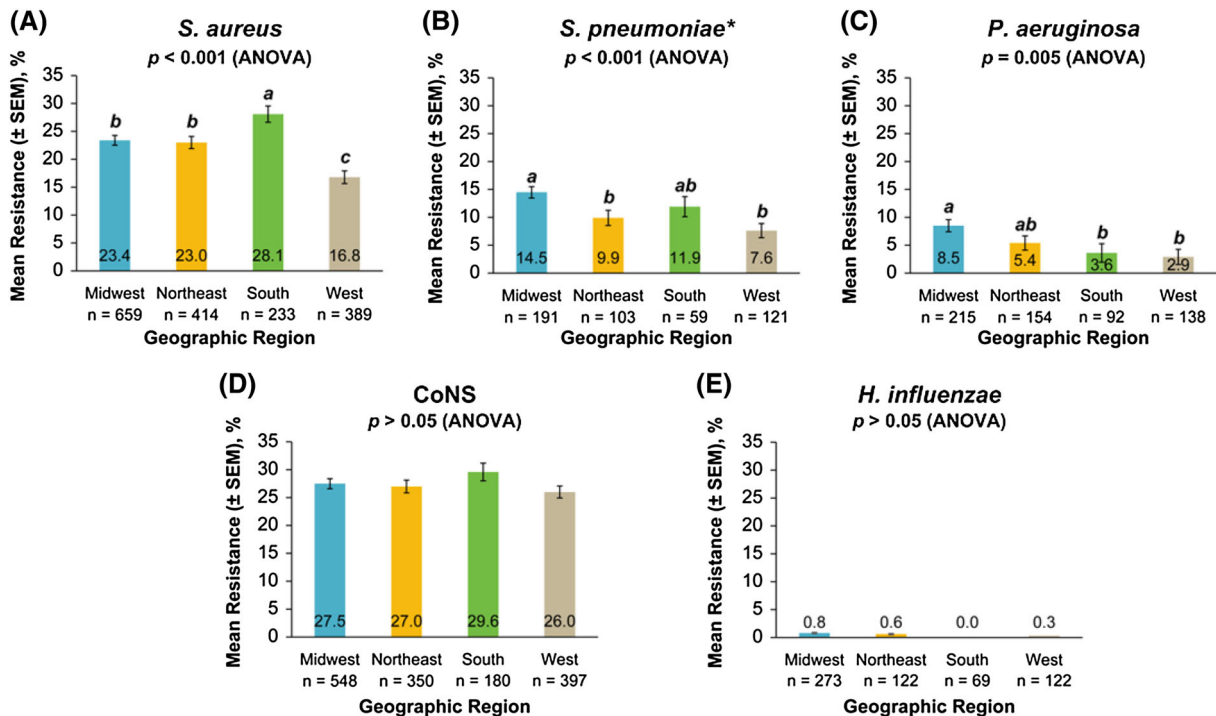 (A)
S. aureus
p < 0.001 (ANOVA)
Mean Resistance (± SEM), %
35
30
25
20
15
10
5
0
b
b
a
c
23.4
23.0
28.1
16.8
Midwest Northeast South West
n = 659 n = 414 n = 233 n = 389
Geographic Region
(B)
S. pneumoniae*
p < 0.001 (ANOVA)
Mean Resistance (± SEM), %
35
30
25
20
15
10
5
0
a
b
ab
b
14.5
9.9
11.9
7.6
Midwest Northeast South West
n = 191 n = 103 n = 59 n = 121
Geographic Region
(C)
P. aeruginosa
p = 0.005 (ANOVA)
Mean Resistance (± SEM), %
35
30
25
20
15
10
5
0
a
ab
b
b
8.5
5.4
3.6
2.9
Midwest Northeast South West
n = 215 n = 154 n = 92 n = 138
Geographic Region
(D)
CoNS
p > 0.05 (ANOVA)
Mean Resistance (± SEM), %
35
30
25
20
15
10
5
0
27.5
27.0
29.6
26.0
Midwest Northeast South West
n = 548 n = 350 n = 180 n = 397
Geographic Region
(E)
H. influenzae
p > 0.05 (ANOVA)
Mean Resistance (± SEM), %
35
30
25
20
15
10
5
0
0.8
0.6
0.0
0.3
Midwest Northeast South West
n = 273 n = 122 n = 69 n = 122
Geographic Region